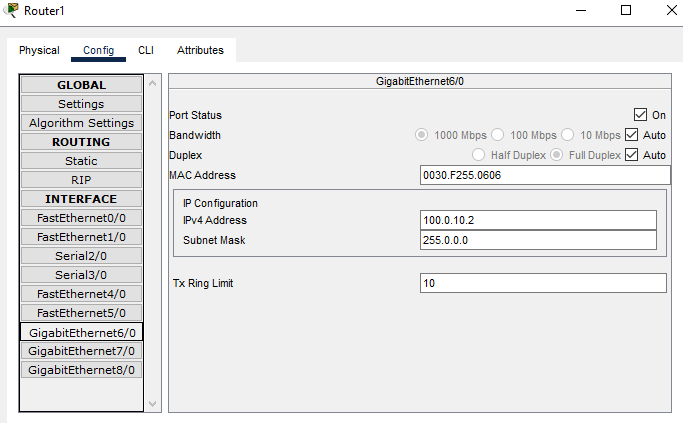 Router1
Physical Config CLI Attributes
GLOBAL
Settings
Algorithm Settings
ROUTING
Static
RIP
INTERFACE
FastEthernet0/0
FastEthernet1/0
Serial2/0
Serial3/0
FastEthernet4/0
FastEthernet5/0
GigabitEthernet6/0
GigabitEthernet7/0
GigabitEthernet8/0
GigabitEthernet6/0
Port Status On
Bandwidth 1000 Mbps 100 Mbps 10 Mbps Auto
Duplex Half Duplex Full Duplex Auto
MAC Address 0030.F255.0606
IP Configuration
IPv4 Address 100.0.10.2
Subnet Mask 255.0.0.0
Tx Ring Limit 10